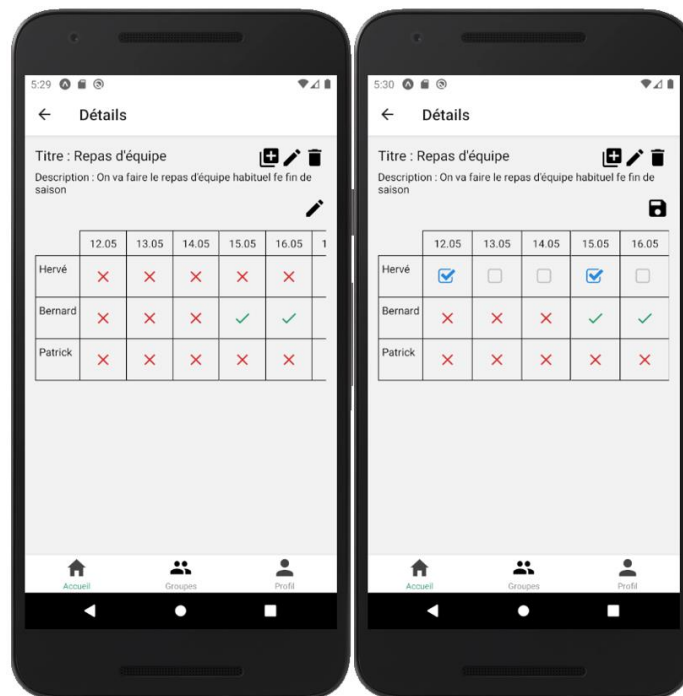 5:29
Détails
Titre : Repas d'équipe
Description : On va faire le repas d'équipe habituel fe fin de
saison
12.05 13.05 14.05 15.05 16.05 1
Hervé
Bernard
Patrick
Accueil Groupes Profil
5:30
Détails
Titre : Repas d'équipe
Description : On va faire le repas d'équipe habituel fe fin de
saison
12.05 13.05 14.05 15.05 16.05
Hervé
Bernard
Patrick
Accueil Groupes Profil